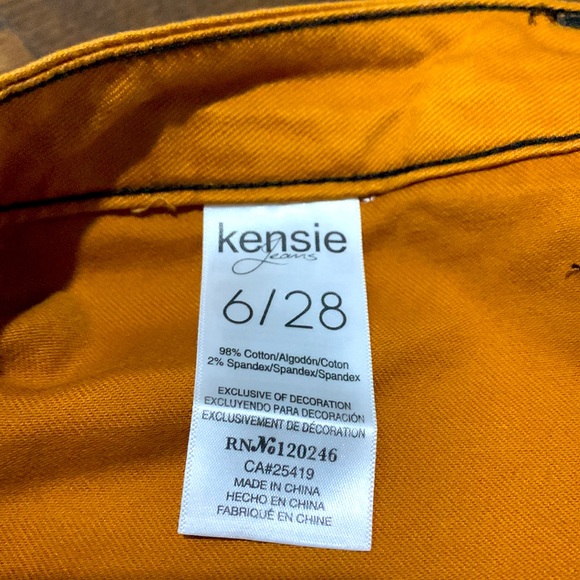 kensie
Jeans
6/28
98% Cotton/Algodón/Coton
2% Spandex/Spandex/Spandex
EXCLUSIVE OF DECORATION
EXCLUYENDO PARA DECORACIÓN
EXCLUSIVEMENT DE DÉCORATION
RN№120246
CA#25419
MADE IN CHINA
HECHO EN CHINA
FABRIQUÉ EN CHINE